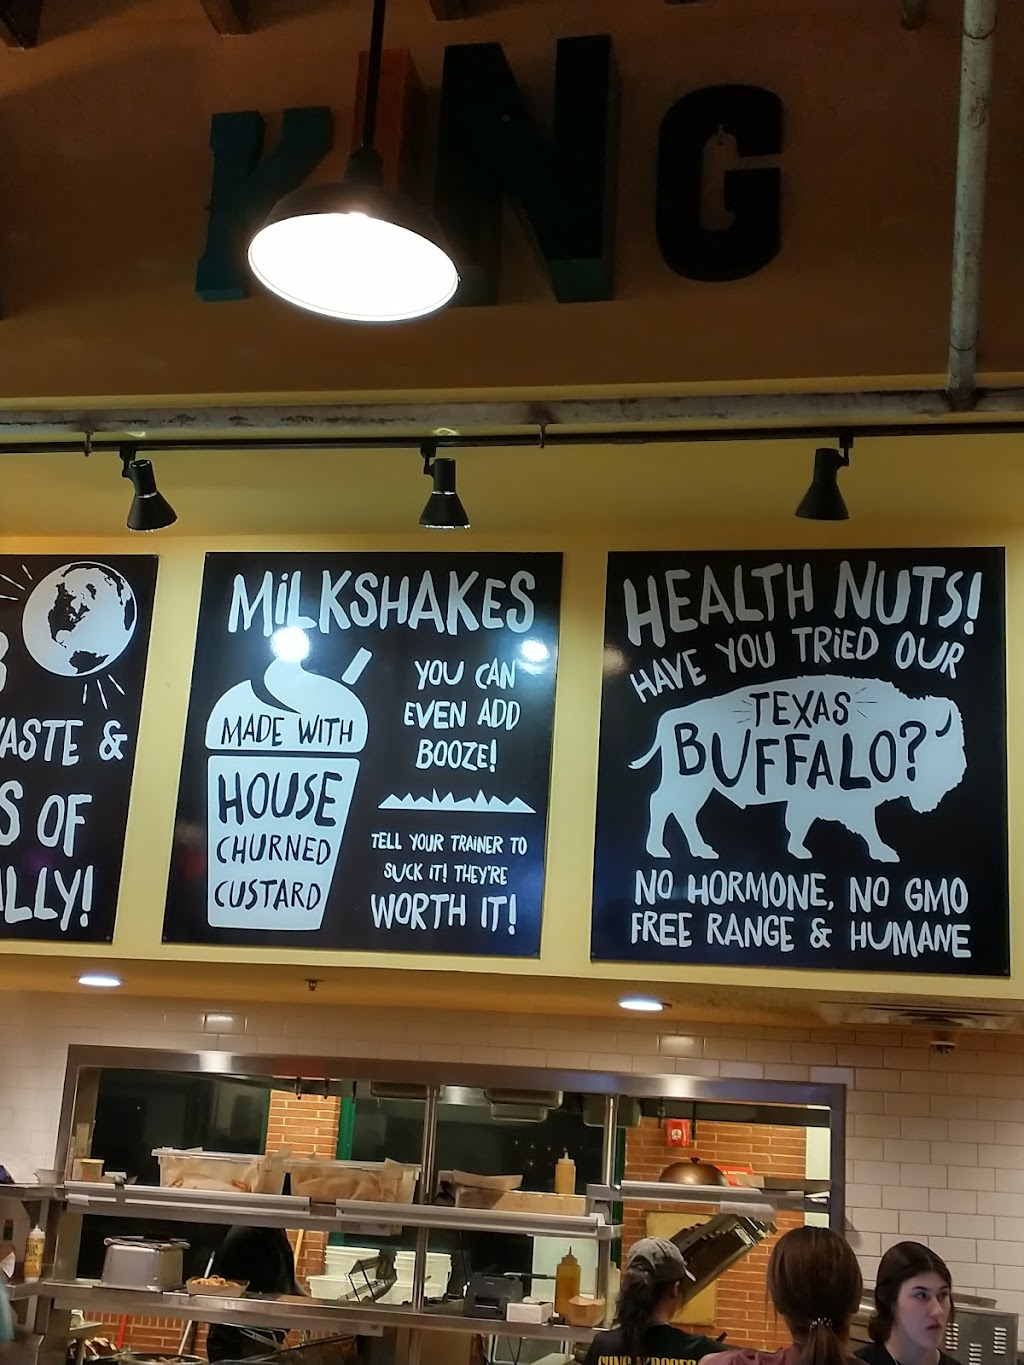 KING
WASTE &
S OF
LLY!
MiLKSHAKES
MADE WITH
HOUSE
CHURNED
CUSTARD
YOU CAN
EVEN ADD
BOOZE!
TELL YOUR TRAINER TO
SUCK iT! THEY'RE
WORTH IT!
HEALTH NUTS!
HAVE YOU TRiED OUR
TEXAS
BUFFALO?
NO HORMONE, NO GMO
FREE RANGE & HUMANE